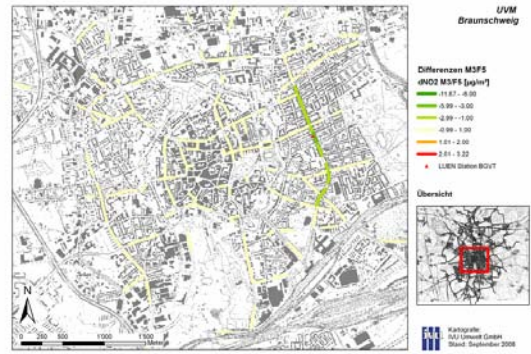 UVM
Braunschweig
Differenzen M3F5
dNO2 M3/F5 [µg/m³]
-11.67 - -6.00
-5.99 - -3.00
-2.99 - -1.00
-0.99 - 1.00
1.01 - 2.00
2.01 - 3.22
LUEN Station BGVT
Übersicht
N
0 250 500 1'000 1'500
Kartografie:
IVU Umwelt GmbH
Stand: September 2008